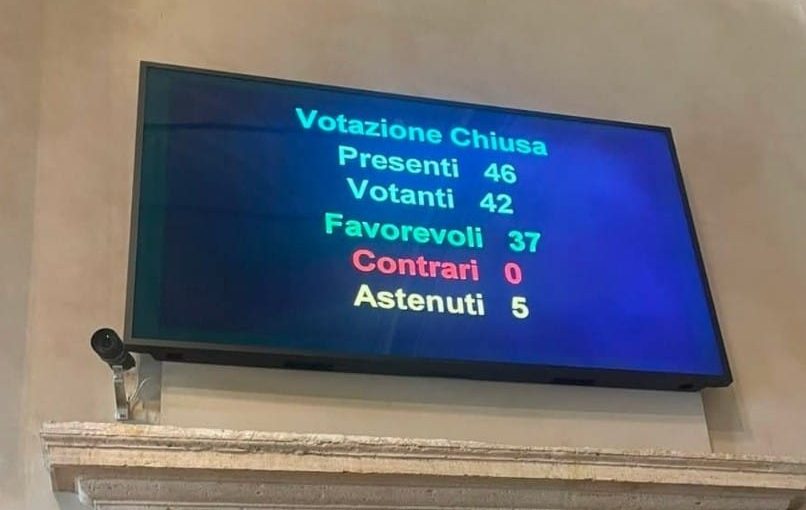 Votazione Chiusa
Presenti 46
Votanti 42
Favorevoli 37
Contrari 0
Astenuti 5